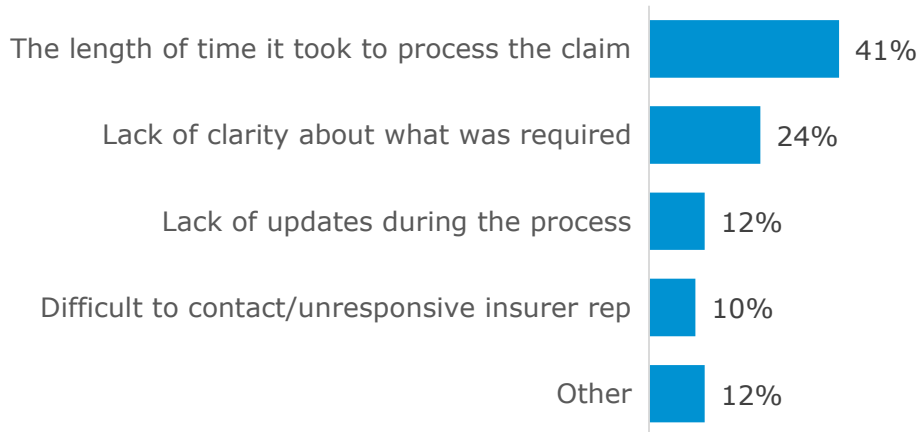 The length of time it took to process the claim 41%
Lack of clarity about what was required 24%
Lack of updates during the process 12%
Difficult to contact/unresponsive insurer rep 10%
Other 12%